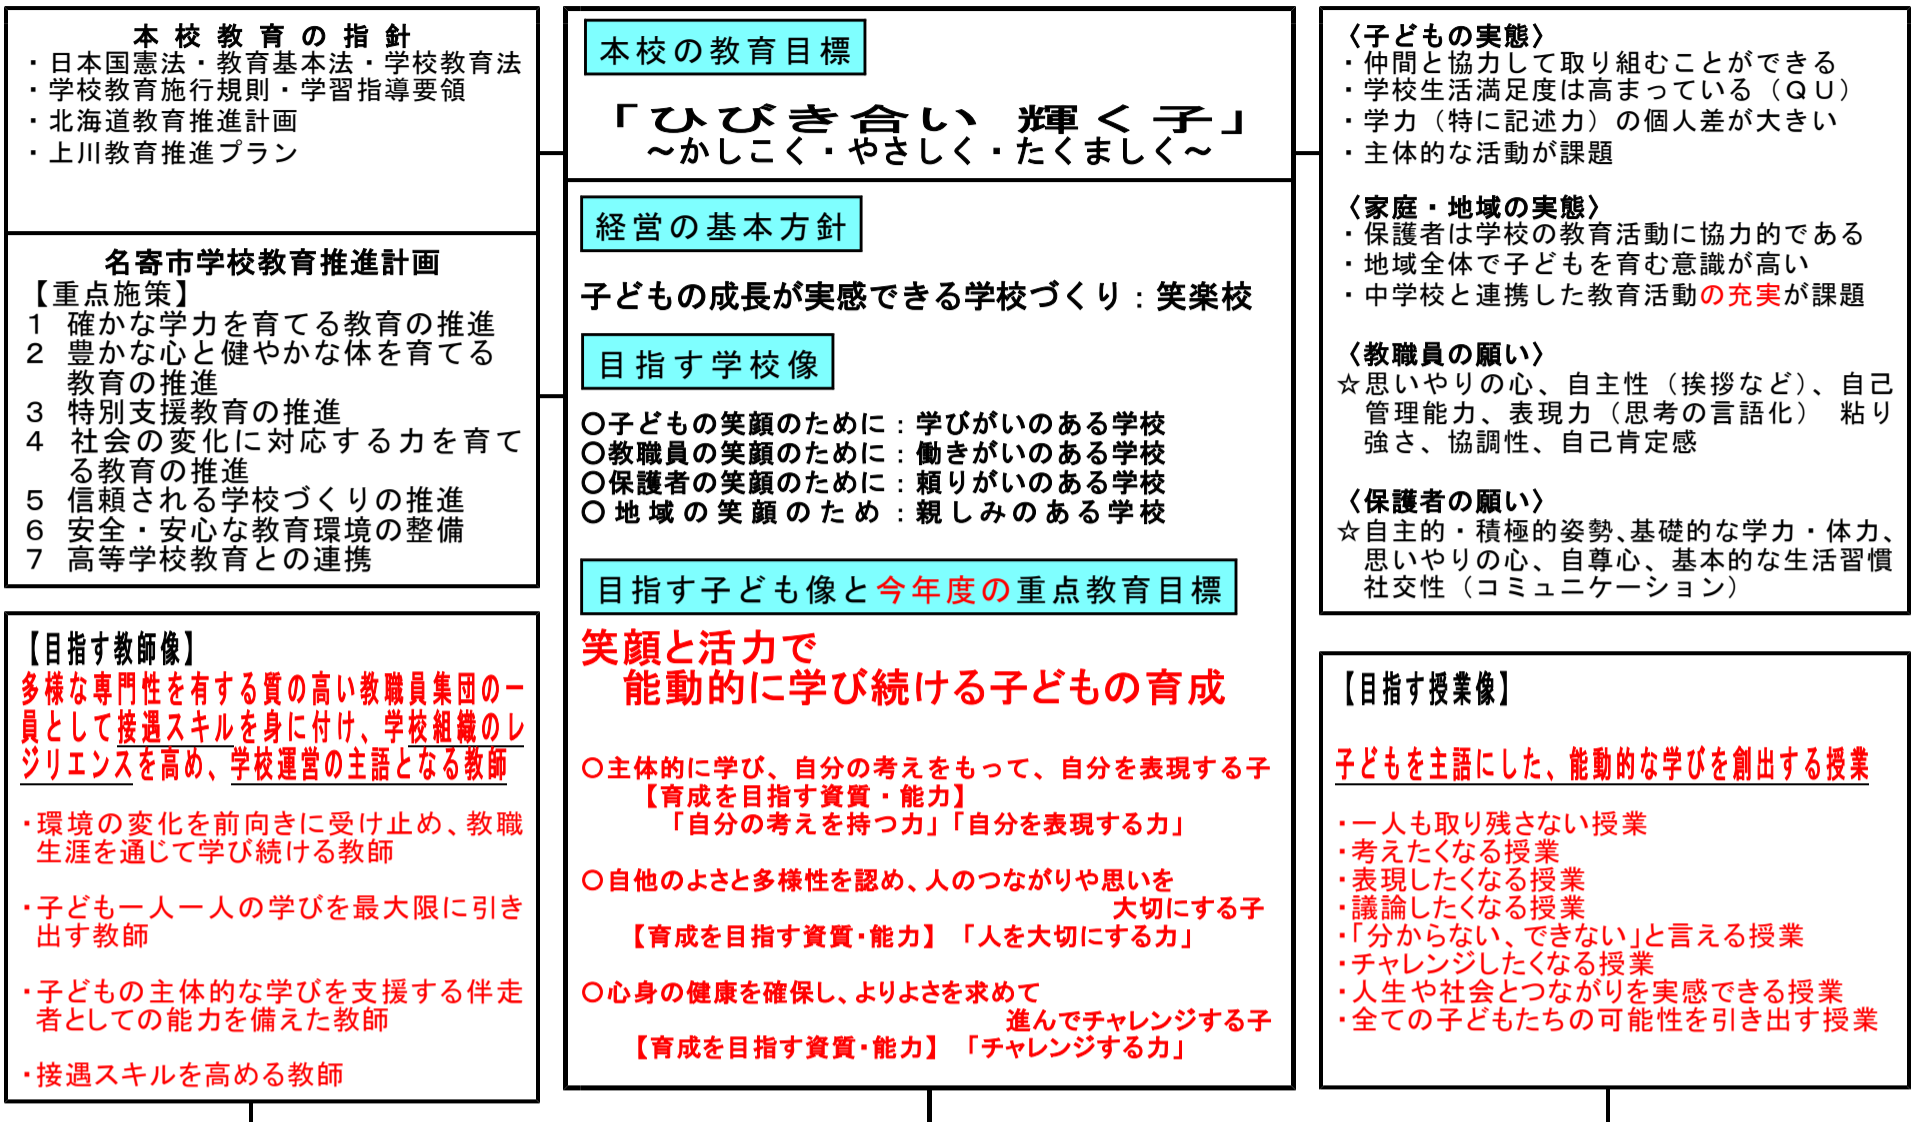 本校教育の指針
・日本国憲法・教育基本法・学校教育法
・学校教育施行規則・学習指導要領
・北海道教育推進計画
・上川教育推進プラン
名寄市学校教育推進計画
【重点施策】
1 確かな学力を育てる教育の推進
2 豊かな心と健やかな体を育てる
教育の推進
3 特別支援教育の推進
4 社会の変化に対応する力を育て
る教育の推進
5 信頼される学校づくりの推進
6 安全・安心な教育環境の整備
7 高等学校教育との連携
【目指す教師像】
多様な専門性を有する質の高い教職員集団の一
員として接遇スキルを身に付け、学校組織のレ
ジリエンスを高め、学校運営の主語となる教師
・環境の変化を前向きに受け止め、教職
生涯を通じて学び続ける教師
・子ども一人一人の学びを最大限に引き
出す教師
・子どもの主体的な学びを支援する伴走
者としての能力を備えた教師
・接遇スキルを高める教師
本校の教育目標
「ひびき合い 輝く子」
～かしこく・やさしく・たくましく～
経営の基本方針
子どもの成長が実感できる学校づくり：笑楽校
目指す学校像
〇子どもの笑顔のために：学びがいのある学校
〇教職員の笑顔のために：働きがいのある学校
〇保護者の笑顔のために：頼りがいのある学校
〇地域の笑顔のため：親しみのある学校
目指す子ども像と今年度の重点教育目標
笑顔と活力で
能動的に学び続ける子どもの育成
〇主体的に学び、自分の考えをもって、自分を表現する子
【育成を目指す資質・能力】
「自分の考えを持つ力」「自分を表現する力」
〇自他のよさと多様性を認め、人のつながりや思いを
大切にする子
【育成を目指す資質・能力】 「人を大切にする力」
〇心身の健康を確保し、よりよさを求めて
進んでチャレンジする子
【育成を目指す資質・能力】 「チャレンジする力」
〈子どもの実態〉
・仲間と協力して取り組むことができる
・学校生活満足度は高まっている（ＱＵ）
・学力（特に記述力）の個人差が大きい
・主体的な活動が課題
〈家庭・地域の実態〉
・保護者は学校の教育活動に協力的である
・地域全体で子どもを育む意識が高い
・中学校と連携した教育活動の充実が課題
〈教職員の願い〉
☆思いやりの心、自主性（挨拶など）、自己
管理能力、表現力（思考の言語化） 粘り
強さ、協調性、自己肯定感
〈保護者の願い〉
☆自主的・積極的姿勢、基礎的な学力・体力、
思いやりの心、自尊心、基本的な生活習慣
社交性（コミュニケーション）
【目指す授業像】
子どもを主語にした、能動的な学びを創出する授業
・一人も取り残さない授業
・考えたくなる授業
・表現したくなる授業
・議論したくなる授業
・「分からない、できない」と言える授業
・チャレンジしたくなる授業
・人生や社会とつながりを実感できる授業
・全ての子どもたちの可能性を引き出す授業